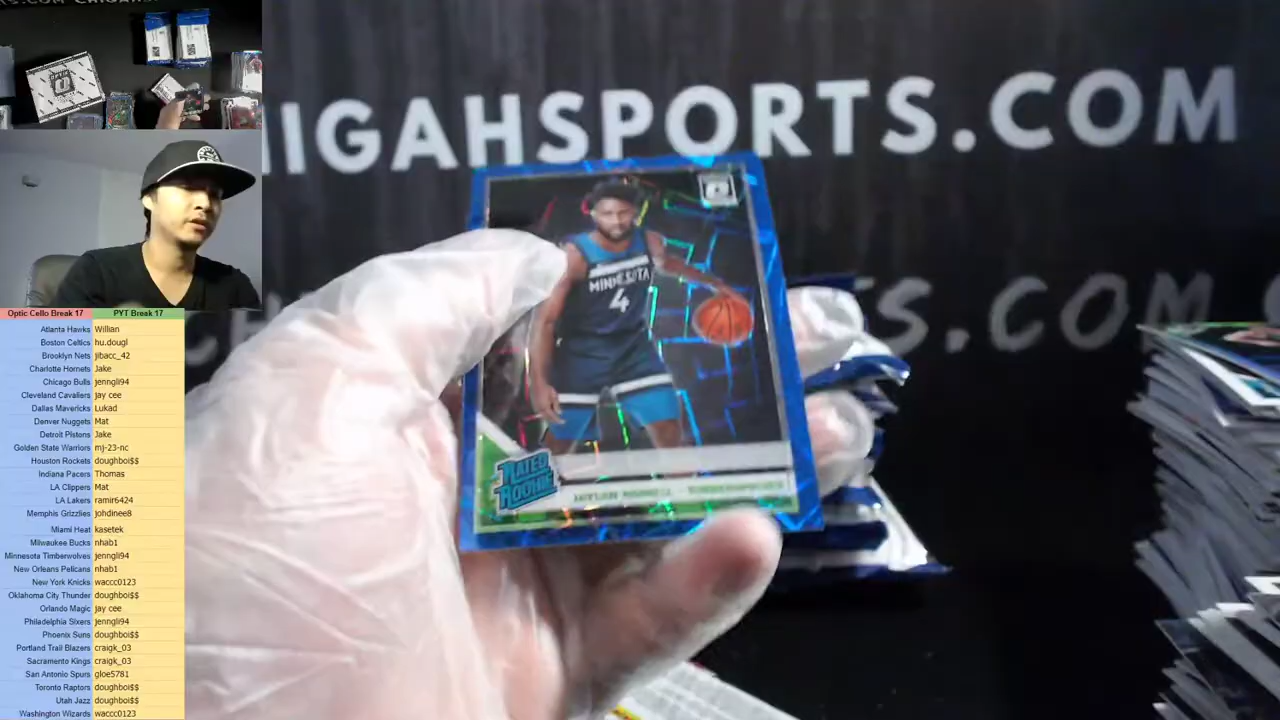 HIGAHSPORTS.COM
MINNESOTA
4
RATED
ROOKIE
Optic Cello Break 17 PYT Break 17
Atlanta Hawks Willian
Boston Celtics hu.dougl
Brooklyn Nets jibacc_42
Charlotte Hornets Jake
Chicago Bulls jenngli94
Cleveland Cavaliers jay cee
Dallas Mavericks Lukad
Denver Nuggets Mat
Detroit Pistons Jake
Golden State Warriors mj-23-nc
Houston Rockets doughboi$$
Indiana Pacers Thomas
LA Clippers Mat
LA Lakers ramir6424
Memphis Grizzlies johdinee8
Miami Heat kasetek
Milwaukee Bucks nhab1
Minnesota Timberwolves jenngli94
New Orleans Pelicans nhab1
New York Knicks waccc0123
Oklahoma City Thunder doughboi$$
Orlando Magic jay cee
Philadelphia Sixers jenngli94
Phoenix Suns doughboi$$
Portland Trail Blazers craigk_03
Sacramento Kings craigk_03
San Antonio Spurs gloe5781
Toronto Raptors doughboi$$
Utah Jazz doughboi$$
Washington Wizards waccc0123